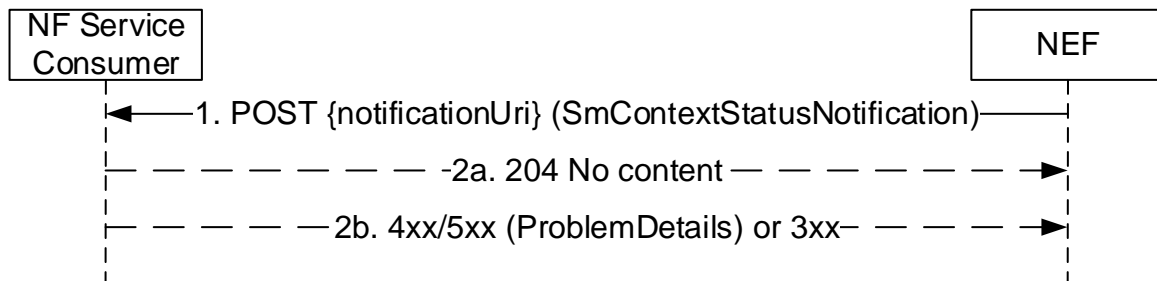 NF Service
Consumer
NEF
1. POST {notificationUri} (SmContextStatusNotification)
2a. 204 No content
2b. 4xx/5xx (ProblemDetails) or 3xx